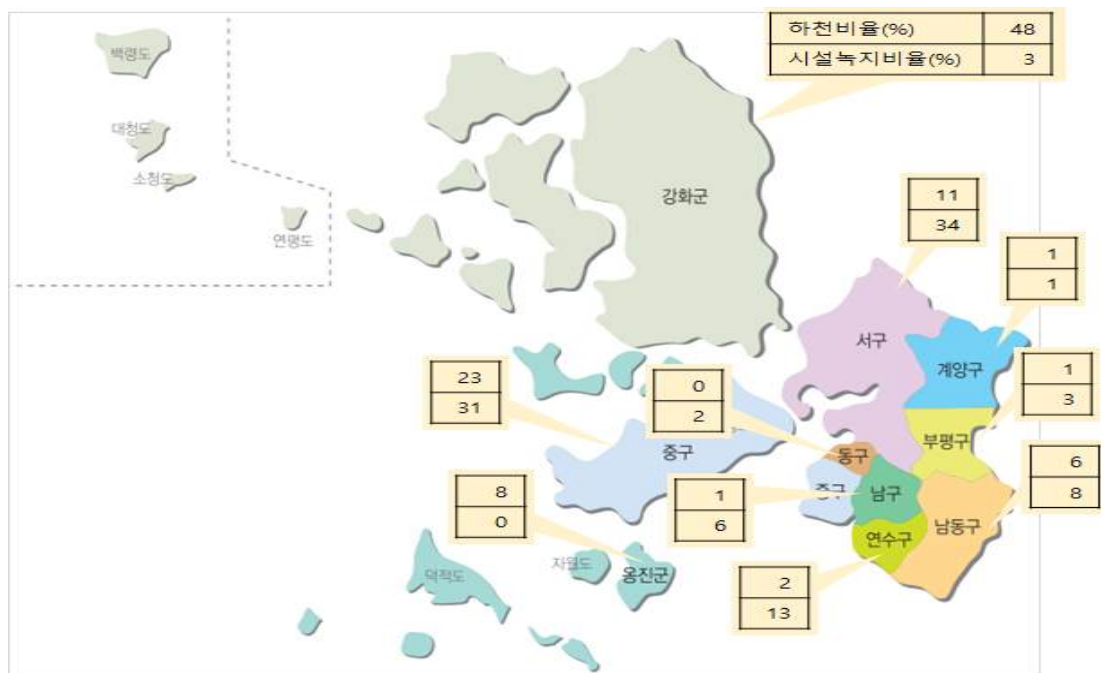 하천비율(%) 48
시설녹지비율(%) 3
백령도
대청도
소청도
연평도
강화군
11
34
1
1
서구
계양구
23
31
0
2
1
3
중구
동구
부평구
8
0
1
6
중구
남구
6
8
연수구
남동구
덕적도
자월도
옹진군
2
13